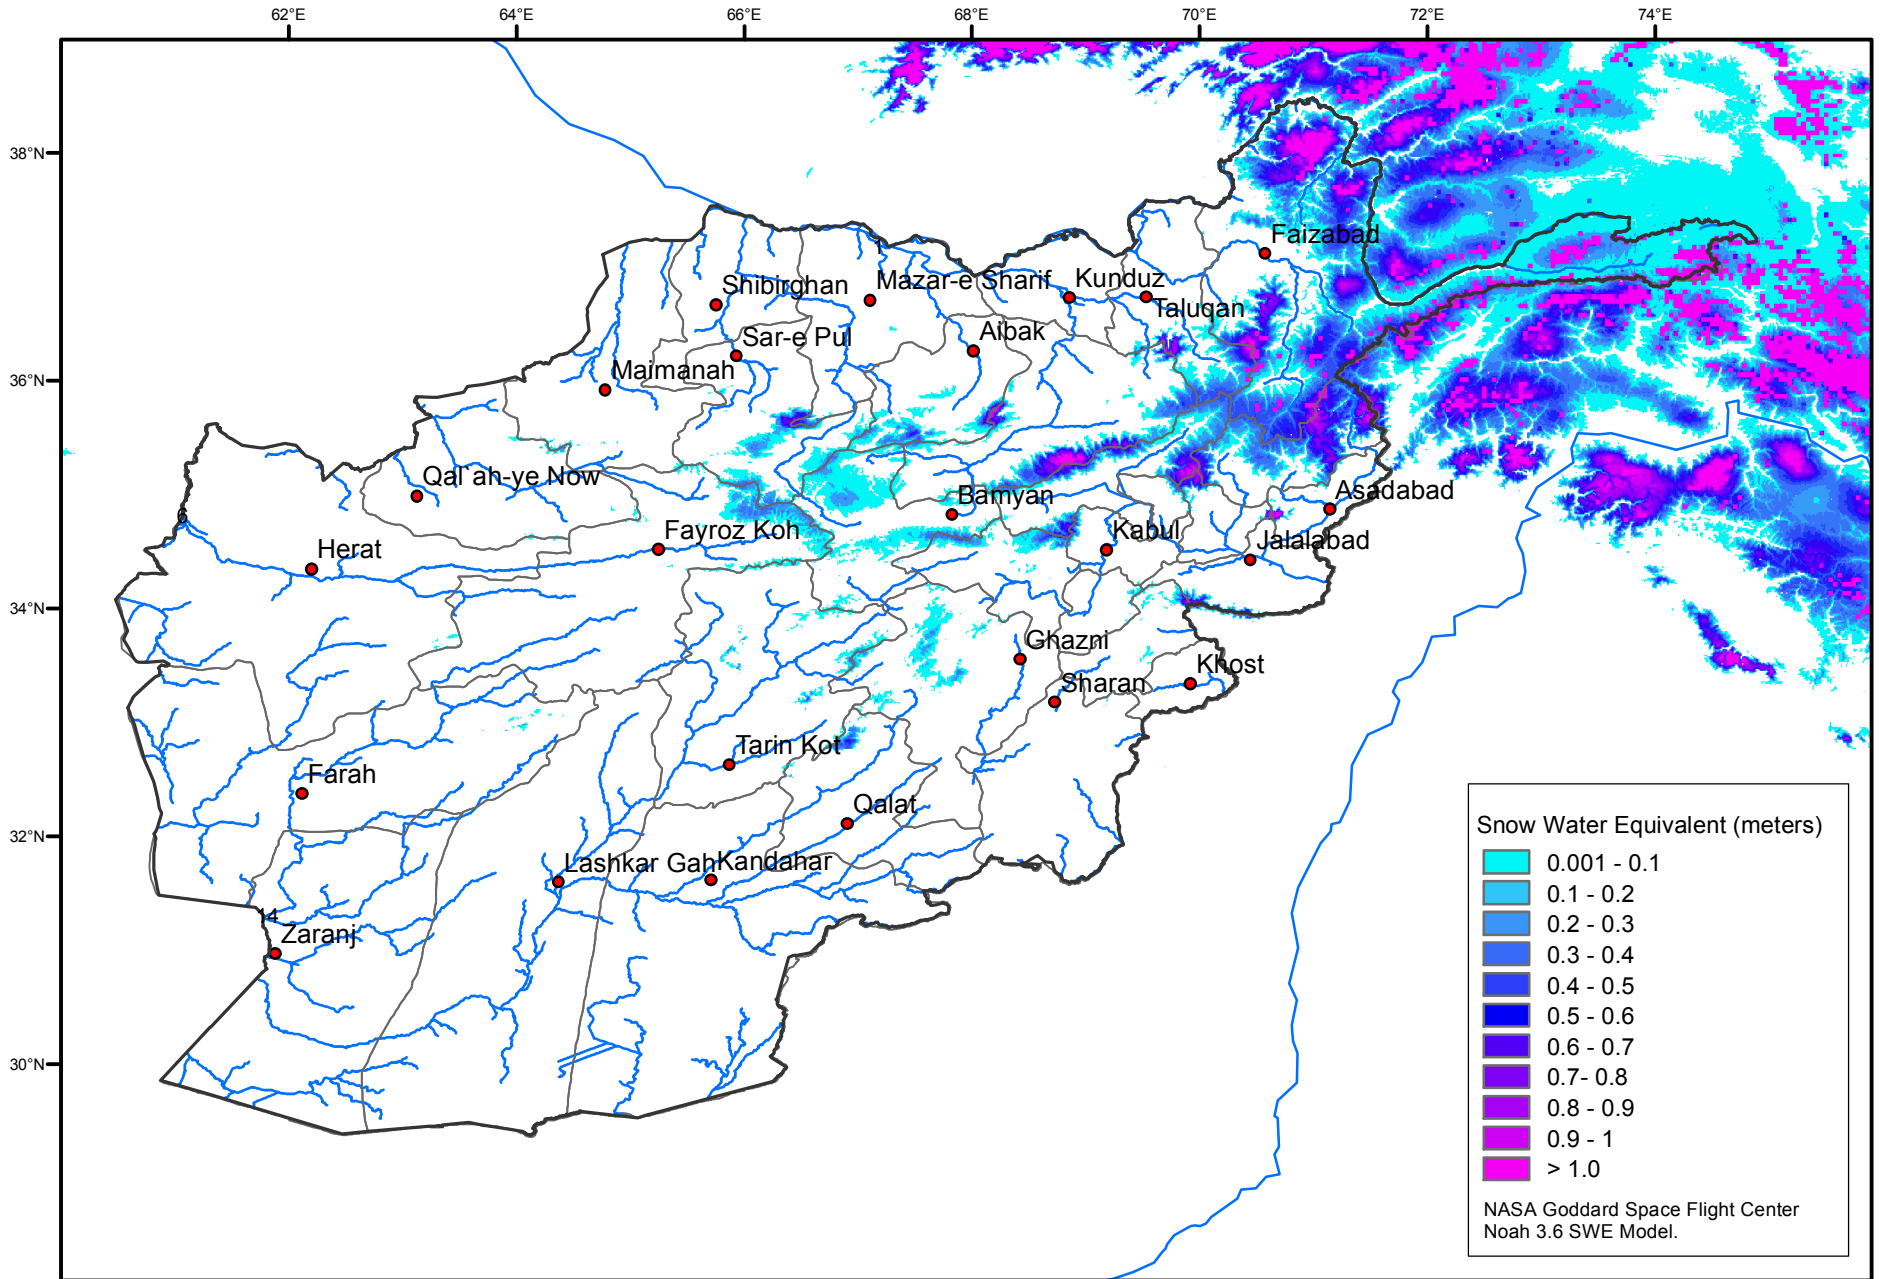 62°E 64°E 66°E 68°E 70°E 72°E 74°E
38°N
Faizabad
1
Shibirghan Mazar-e Sharif Kunduz
Taluqan
Sar-e Pul Aibak
36°N
Maimanah
Qal`ah-ye Now
Bamyan Asadabad
6
Fayroz Koh Kabul
Herat Jalalabad
34°N
Ghazni
Khost
Sharan
Tarin Kot
Farah
Qalat
32°N
Lashkar Gah Kandahar
14
Zaranj
30°N
Snow Water Equivalent (meters)
0.001 - 0.1
0.1 - 0.2
0.2 - 0.3
0.3 - 0.4
0.4 - 0.5
0.5 - 0.6
0.6 - 0.7
0.7- 0.8
0.8 - 0.9
0.9 - 1
> 1.0
NASA Goddard Space Flight Center
Noah 3.6 SWE Model.